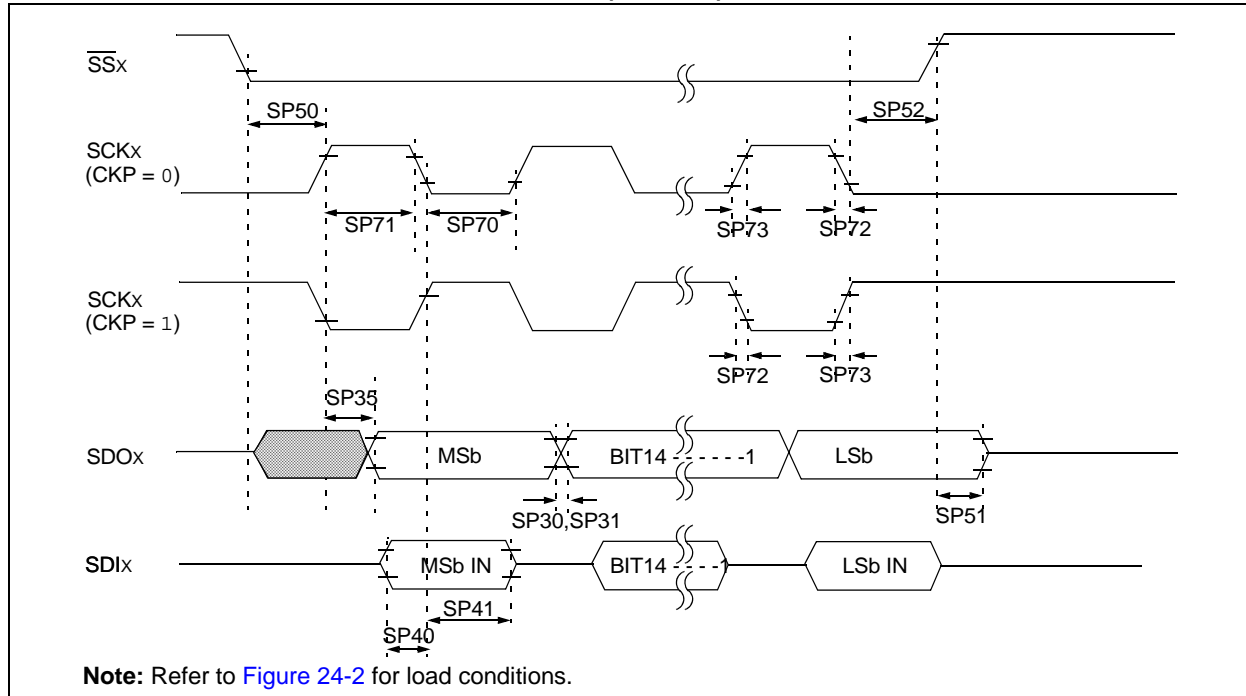 SSX
SP50
SP52
SCKX
(CKP = 0)
SP71
SP70
SP73
SP72
SCKX
(CKP = 1)
SP72
SP73
SP35
SDOX
MSb
BIT14 - - - - - -1
LSb
SP30,SP31
SP51
SDIX
MSb IN
BIT14 - - - -1
LSb IN
SP41
SP40
Note: Refer to Figure 24-2 for load conditions.